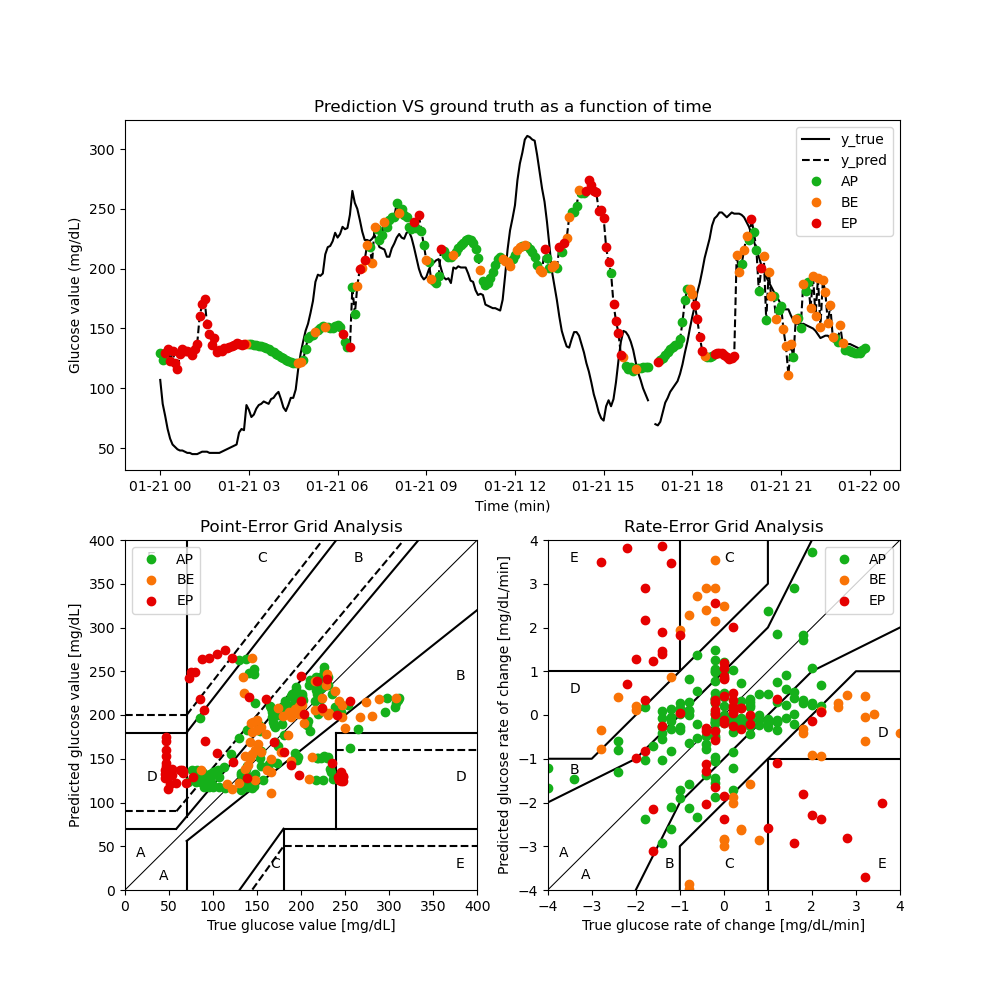 Prediction VS ground truth as a function of time
Glucose value (mg/dL)
300
250
200
150
100
50
y_true
y_pred
AP
BE
EP
01-21 00 01-21 03 01-21 06 01-21 09 01-21 12 01-21 15 01-21 18 01-21 21 01-22 00
Time (min)
Point-Error Grid Analysis
Predicted glucose value [mg/dL]
400
350
300
250
200
150
100
50
0
AP
BE
EP
C
B
B
D
D
A
A
C
E
0 50 100 150 200 250 300 350 400
True glucose value [mg/dL]
Rate-Error Grid Analysis
Predicted glucose rate of change [mg/dL/min]
4
3
2
1
0
−1
−2
−3
−4
AP
BE
EP
E
C
D
D
B
A
A
B
C
E
−4 −3 −2 −1 0 1 2 3 4
True glucose rate of change [mg/dL/min]